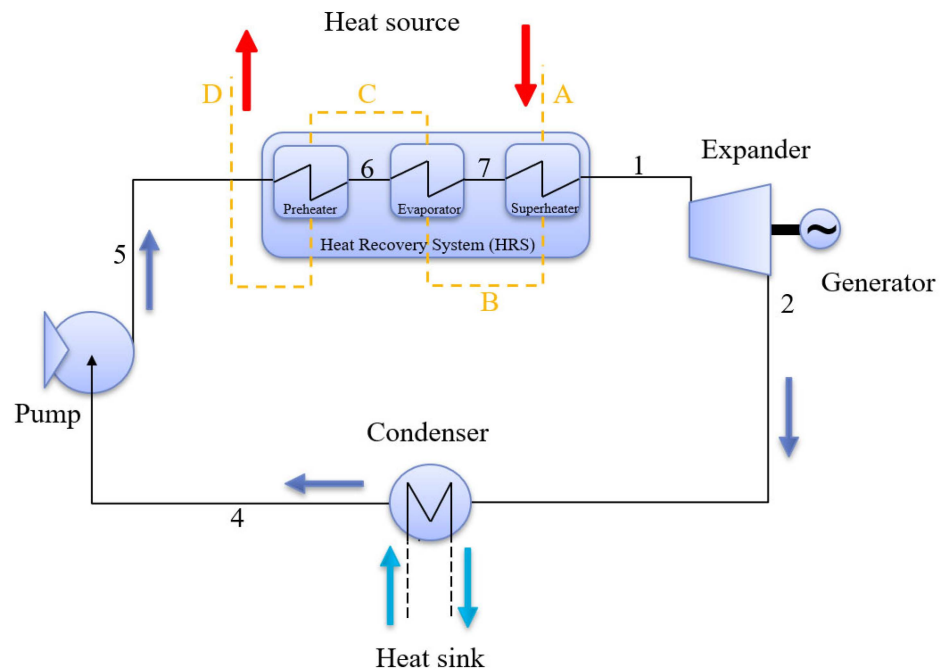 Heat source
D
C
A
6
7
1
Expander
Preheater
Evaporator
Superheater
Heat Recovery System (HRS)
5
B
~
Generator
2
Pump
Condenser
4
Heat sink